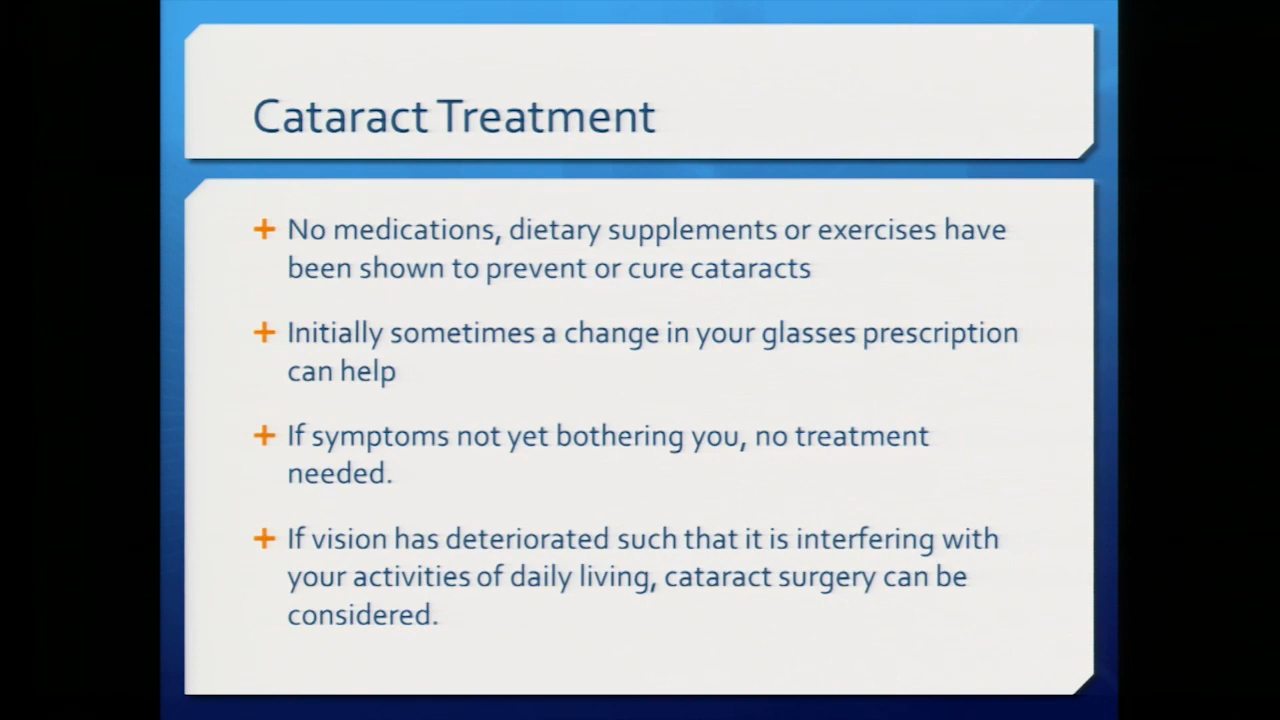 Cataract Treatment
+ No medications, dietary supplements or exercises have
been shown to prevent or cure cataracts
+ Initially sometimes a change in your glasses prescription
can help
+ If symptoms not yet bothering you, no treatment
needed.
+ If vision has deteriorated such that it is interfering with
your activities of daily living, cataract surgery can be
considered.